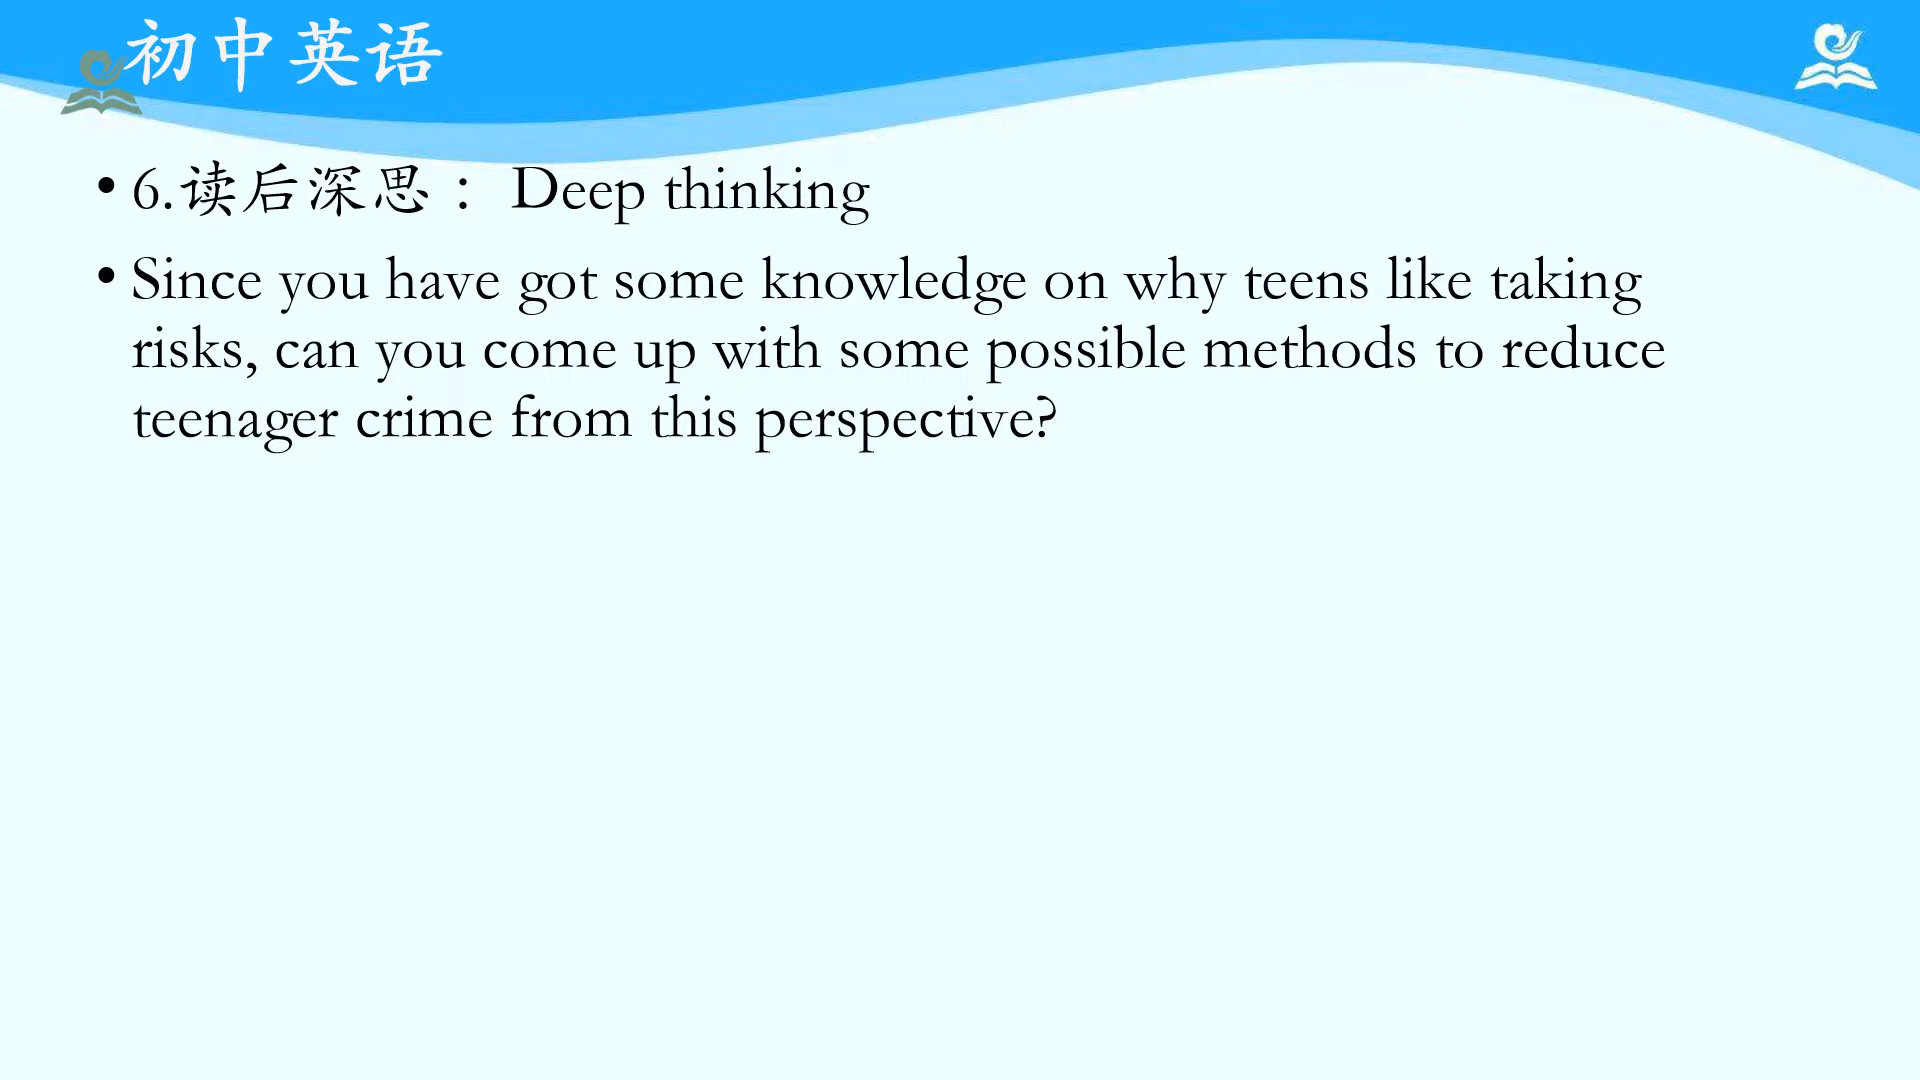 初中英语
• 6.读后深思： Deep thinking
• Since you have got some knowledge on why teens like taking
risks, can you come up with some possible methods to reduce
teenager crime from this perspective?